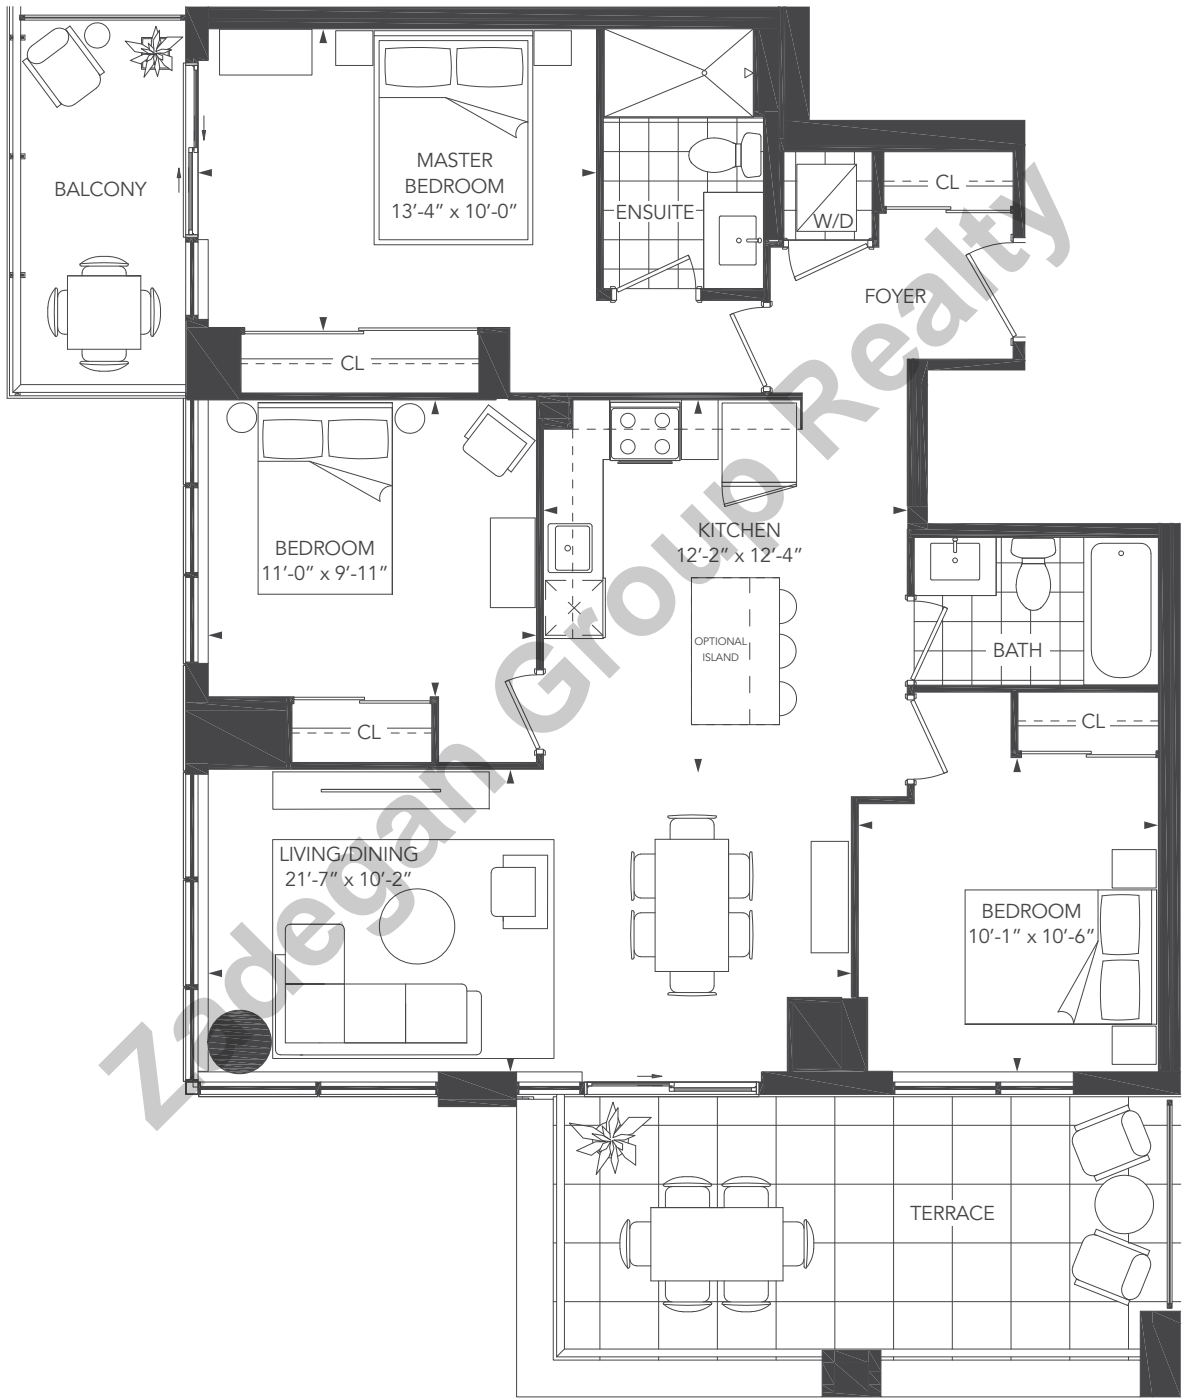 BALCONY
MASTER
BEDROOM
13'-4" x 10'-0"
ENSUITE
W/D
CL
FOYER
CL
BEDROOM
11'-0" x 9'-11"
KITCHEN
12'-2" x 12'-4"
OPTIONAL
ISLAND
BATH
CL
CL
LIVING/DINING
21'-7" x 10'-2"
BEDROOM
10'-1" x 10'-6"
TERRACE
Zadegan Group Realty